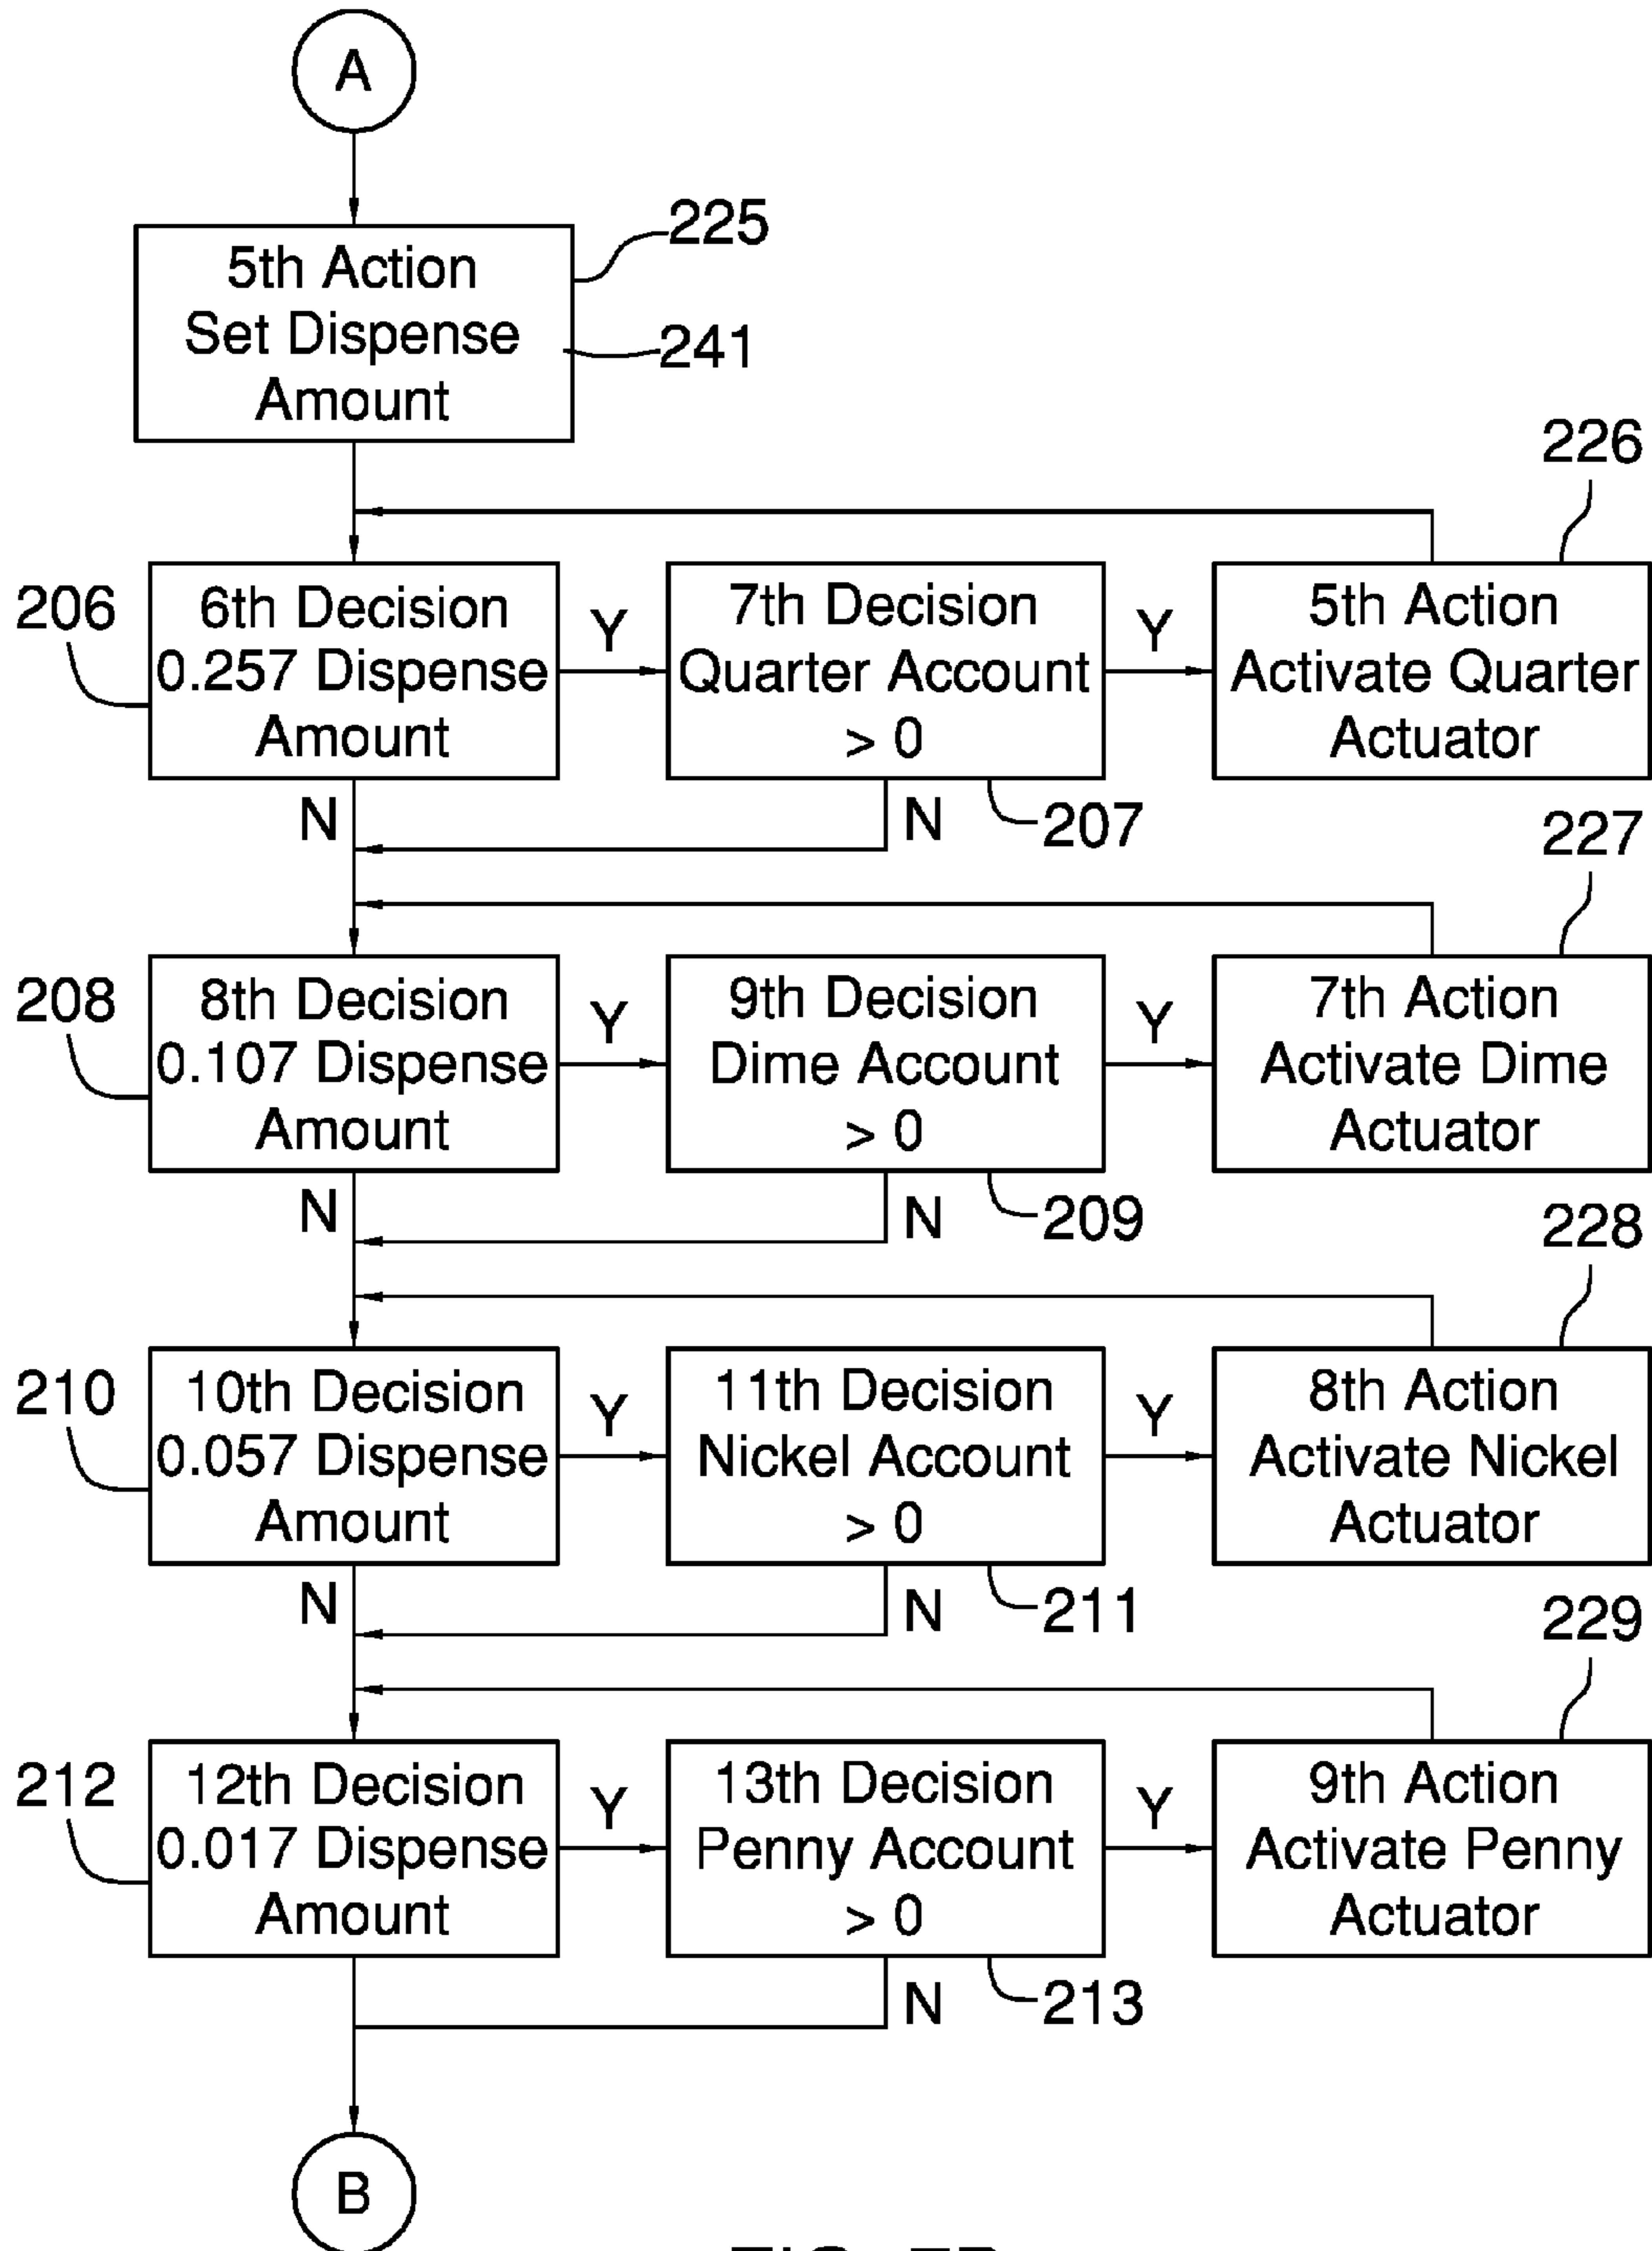 A
5th Action
Set Dispense
Amount
225
241
226
206
6th Decision
0.257 Dispense
Amount
Y
7th Decision
Quarter Account
> 0
Y
5th Action
Activate Quarter
Actuator
N
N
207
227
208
8th Decision
0.107 Dispense
Amount
Y
9th Decision
Dime Account
> 0
Y
7th Action
Activate Dime
Actuator
N
N
209
228
210
10th Decision
0.057 Dispense
Amount
Y
11th Decision
Nickel Account
> 0
Y
8th Action
Activate Nickel
Actuator
N
N
211
229
212
12th Decision
0.017 Dispense
Amount
Y
13th Decision
Penny Account
> 0
Y
9th Action
Activate Penny
Actuator
N
213
B